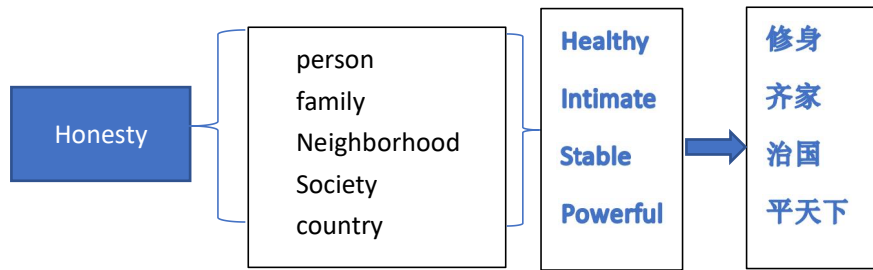 Honesty
person
family
Neighborhood
Society
country
Healthy
Intimate
Stable
Powerful
修身
齐家
治国
平天下